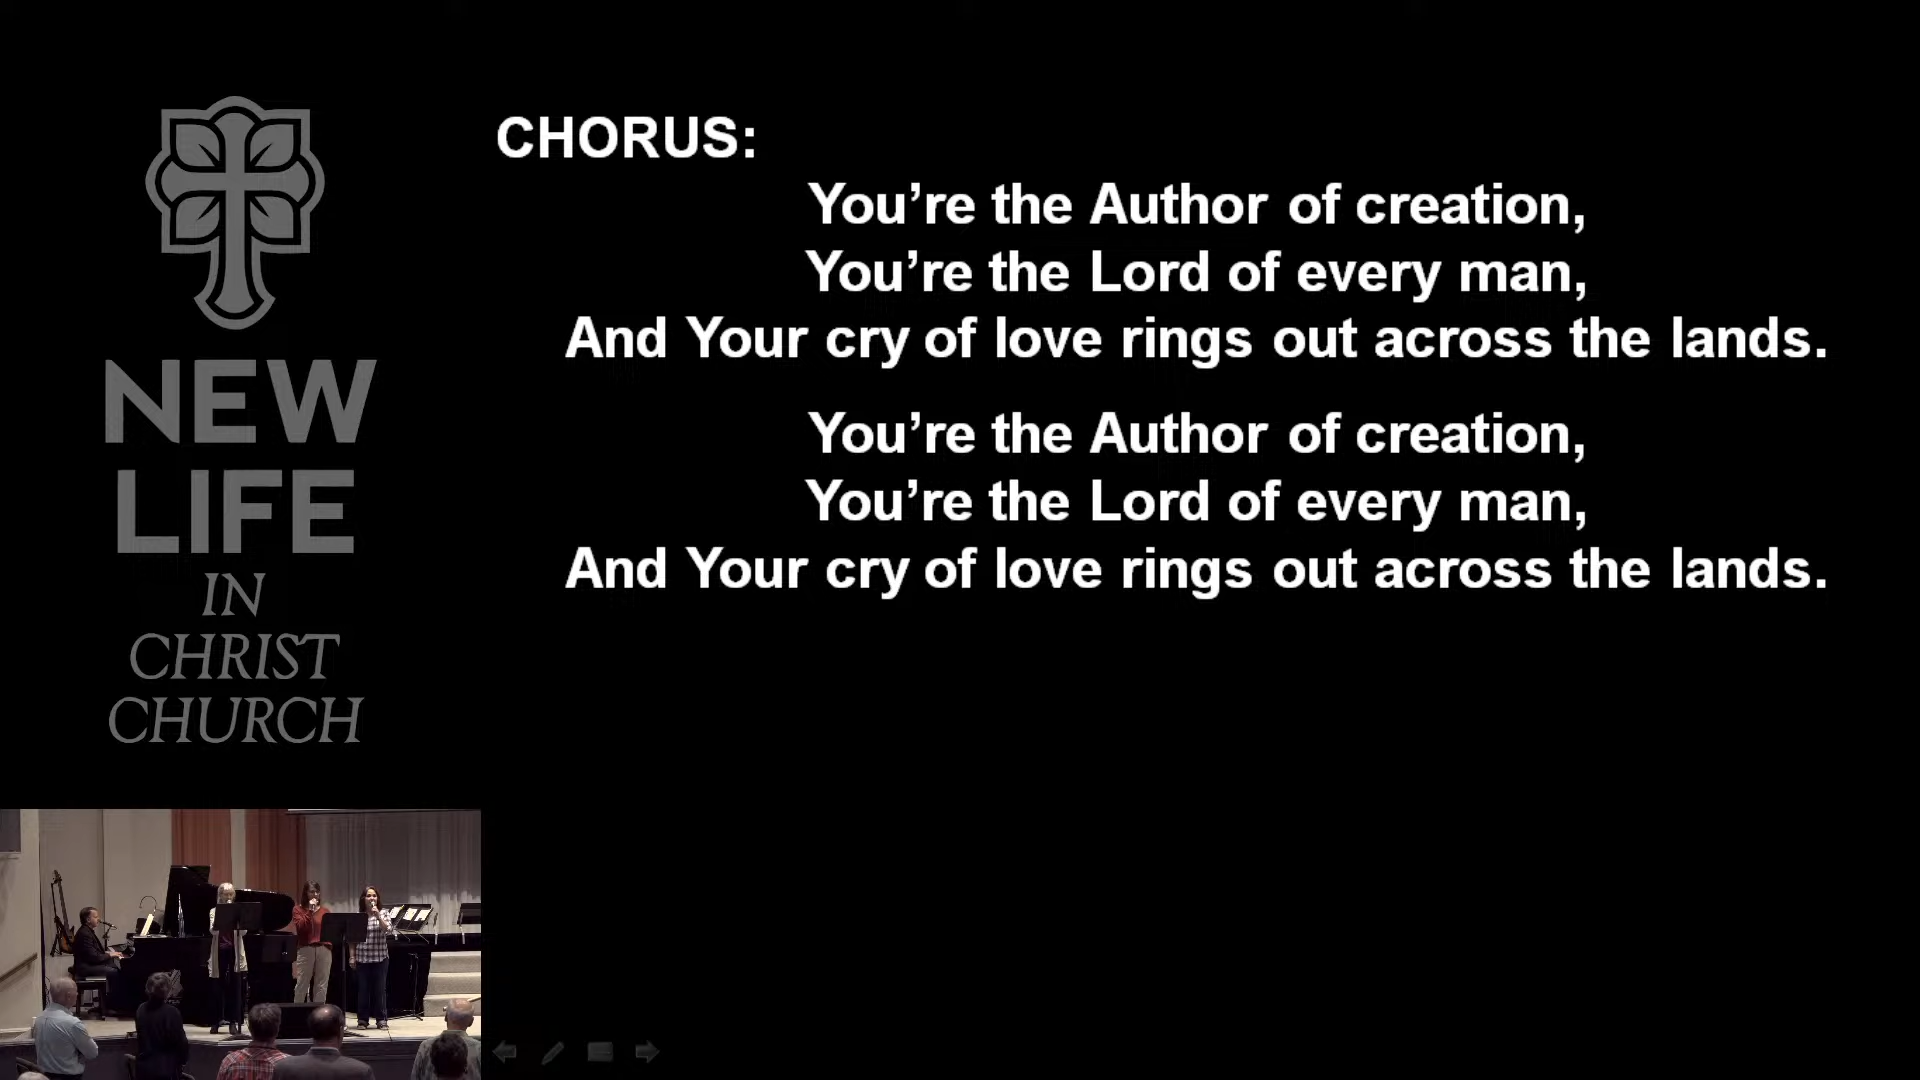 CHORUS:
You’re the Author of creation,
You’re the Lord of every man,
And Your cry of love rings out across the lands.
You’re the Author of creation,
You’re the Lord of every man,
And Your cry of love rings out across the lands.
NEW
LIFE
IN
CHRIST
CHURCH